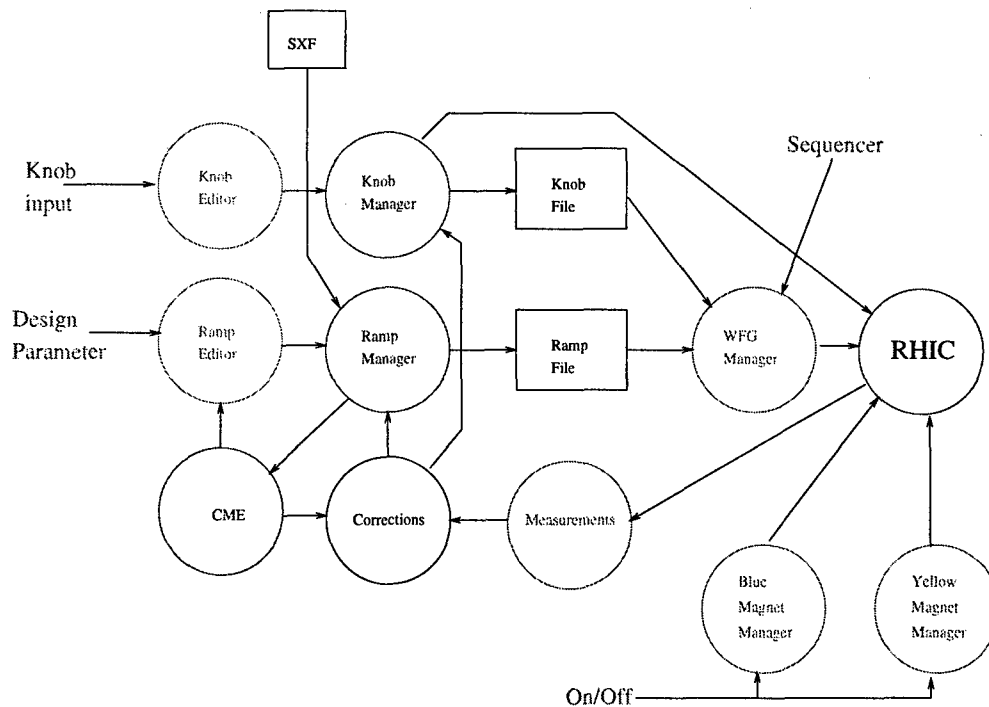 SXF
Sequencer
Knob
input
Knob
Editor
Knob
Manager
Knob
File
Design
Parameter
Ramp
Editor
Ramp
Manager
Ramp
File
WFG
Manager
RHIC
CME
Corrections
Measurements
Blue
Magnet
Manager
Yellow
Magnet
Manager
On/Off